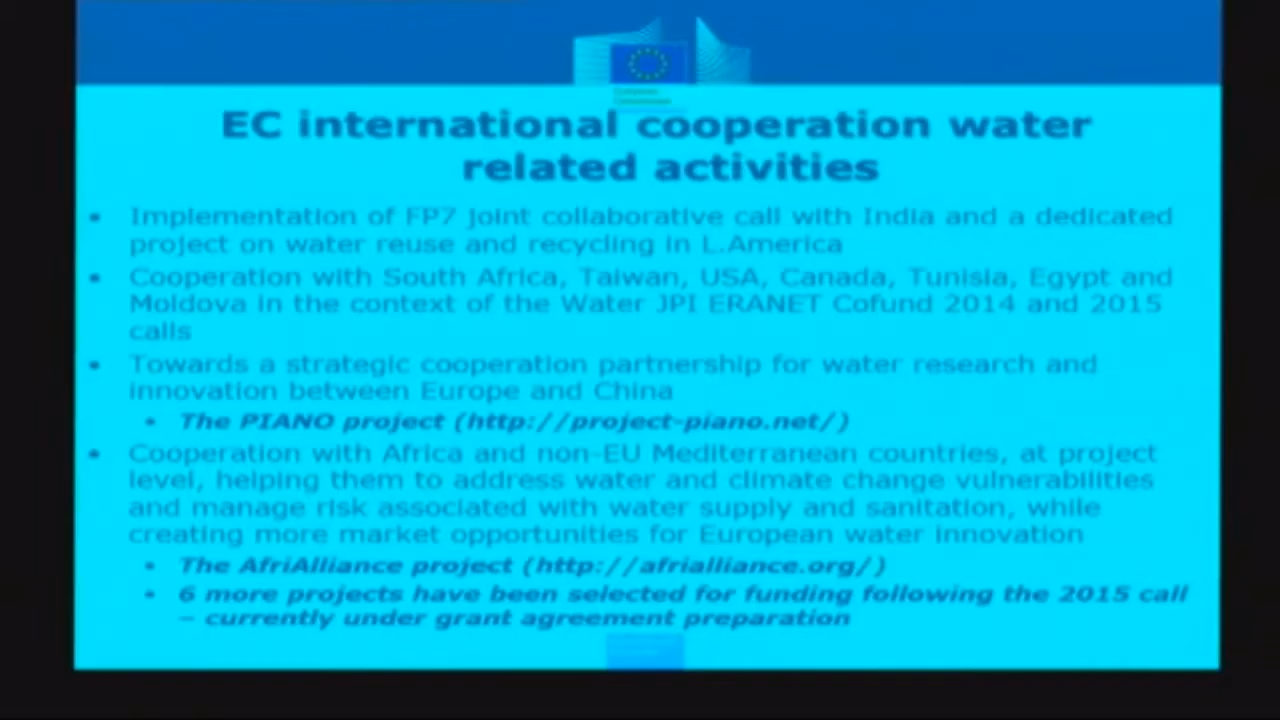 EC international cooperation water
related activities
• Implementation of FP7 joint collaborative call with India and a dedicated
project on water reuse and recycling in L.America
• Cooperation with South Africa, Taiwan, USA, Canada, Tunisia, Egypt and
Moldova in the context of the Water JPI ERANET Cofund 2014 and 2015
calls
• Towards a strategic cooperation partnership for water research and
innovation between Europe and China
• The PIANO project (http://project-piano.net/)
• Cooperation with Africa and non-EU Mediterranean countries, at project
level, helping them to address water and climate change vulnerabilities
and manage risk associated with water supply and sanitation, while
creating more market opportunities for European water innovation
• The AfriAlliance project (http://afrialliance.org/)
• 6 more projects have been selected for funding following the 2015 call
– currently under grant agreement preparation